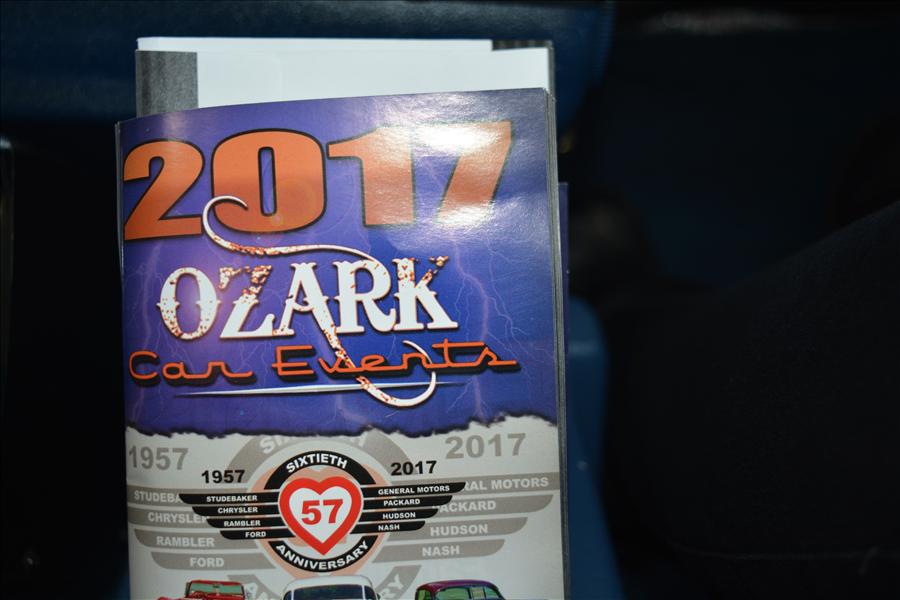 2017
OZARK
Car Events
1957 2017
1957 SIXTIETH 2017
STUDEBAKER GENERAL MOTORS
CHRYSLER PACKARD
RAMBLER HUDSON
FORD NASH
57
ANNIVERSARY
CHRYSLER PACKARD
RAMBLER HUDSON
FORD NASH